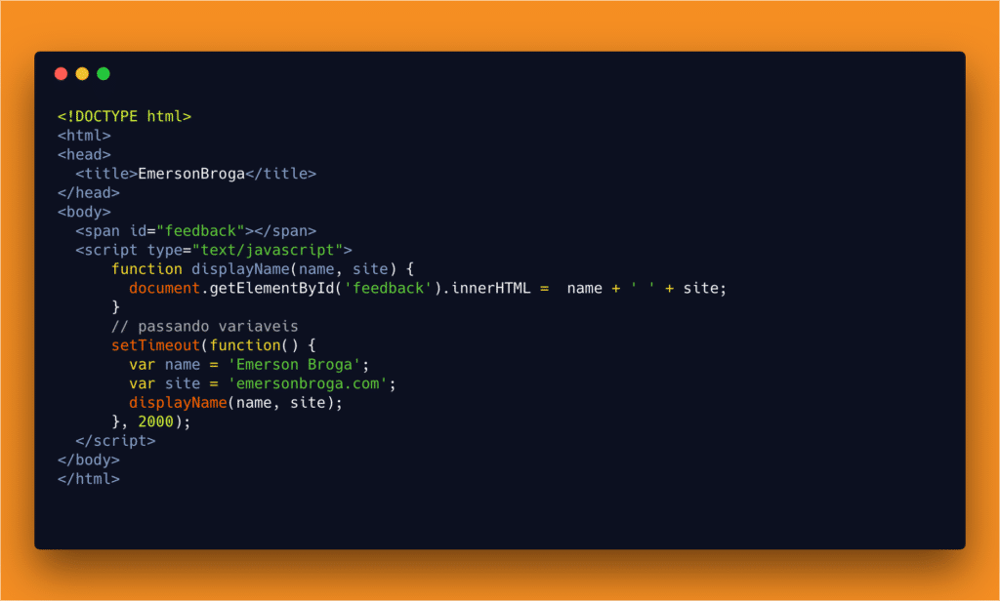 <!DOCTYPE html>
<html>
<head>
  <title>EmersonBroga</title>
</head>
<body>
  <span id="feedback"></span>
  <script type="text/javascript">
      function displayName(name, site) {
        document.getElementById('feedback').innerHTML =  name + ' ' + site;
      }
      // passando variaveis
      setTimeout(function() {
        var name = 'Emerson Broga';
        var site = 'emersonbroga.com';
        displayName(name, site);
      }, 2000);
  </script>
</body>
</html>